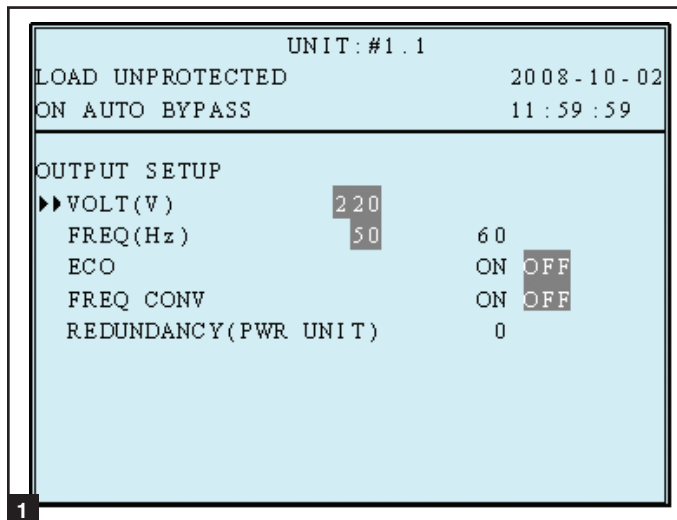 UNIT:#1.1
LOAD UNPROTECTED 2008-10-02
ON AUTO BYPASS 11:59:59
OUTPUT SETUP
VOLT(V) 220
FREQ(Hz) 50 60
ECO ON OFF
FREQ CONV ON OFF
REDUNDANCY(PWR UNIT) 0
1